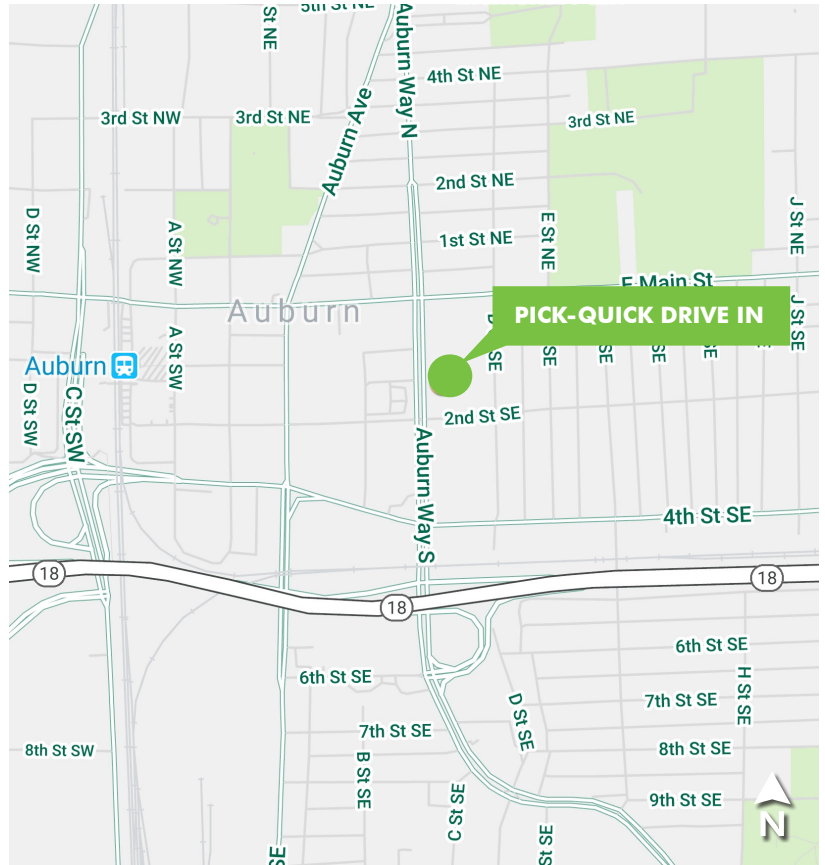 5th St NE
St NE
Auburn Way N
4th St NE
3rd St NW
3rd St NE
3rd St NE
Auburn Ave
2nd St NE
D St NW
A St NW
1st St NE
E St NE
J St NE
E Main St
Auburn
PICK-QUICK DRIVE IN
D SE
SE
SE
SE
SE
J St SE
A St SW
Auburn
D St SW
C St SW
2nd St SE
Auburn Way S
4th St SE
18
18
18
6th St SE
6th St SE
H St SE
7th St SE
D St SE
7th St SE
8th St SW
8th St SE
B St SE
C St SE
9th St SE
N
SE
St SE